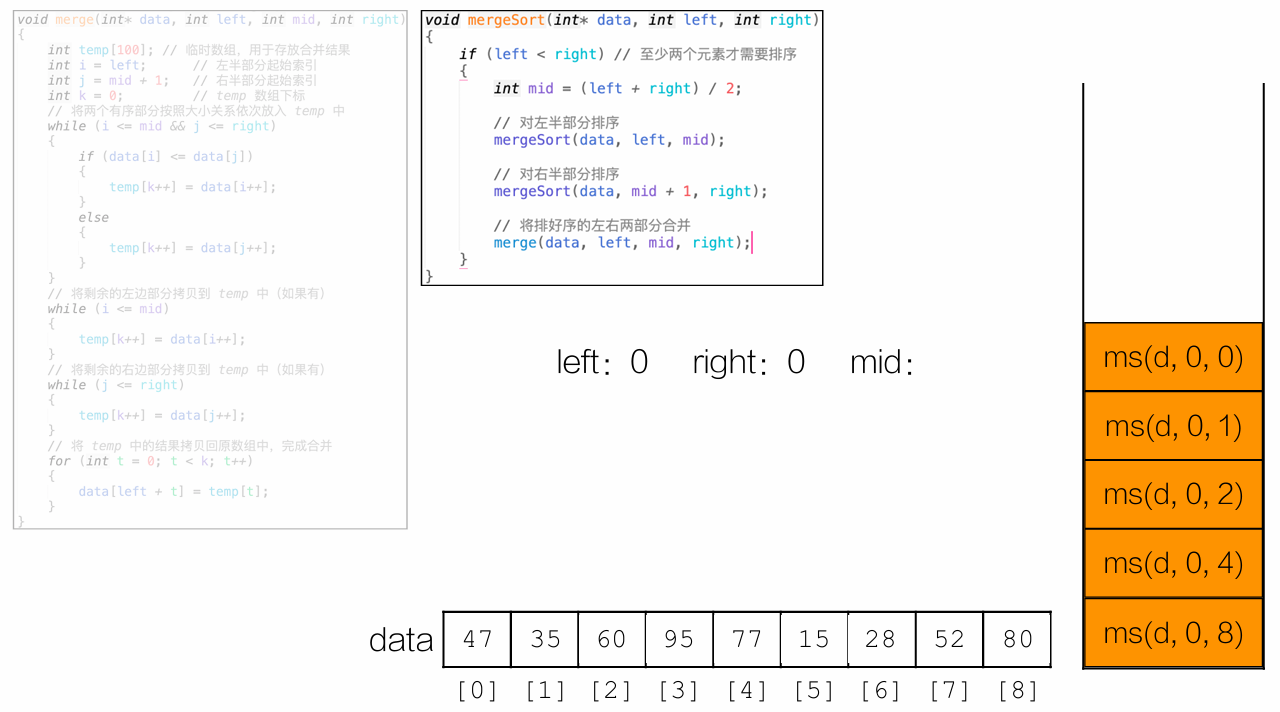 void merge(int* data, int left, int mid, int right)
{
int temp[100]; // 临时数组，用于存放合并结果
int i = left; // 左半部分起始索引
int j = mid + 1; // 右半部分起始索引
int k = 0; // temp 数组下标
// 将两个有序部分按照大小关系依次放入 temp 中
while (i <= mid && j <= right)
{
if (data[i] <= data[j])
{
temp[k++] = data[i++];
}
else
{
temp[k++] = data[j++];
}
}
// 将剩余的左边部分拷贝到 temp 中（如果有）
while (i <= mid)
{
temp[k++] = data[i++];
}
// 将剩余的右边部分拷贝到 temp 中（如果有）
while (j <= right)
{
temp[k++] = data[j++];
}
// 将 temp 中的结果拷贝回原数组中，完成合并
for (int t = 0; t < k; t++)
{
data[left + t] = temp[t];
}
}
void mergeSort(int* data, int left, int right)
{
if (left < right) // 至少两个元素才需要排序
{
int mid = (left + right) / 2;
// 对左半部分排序
mergeSort(data, left, mid);
// 对右半部分排序
mergeSort(data, mid + 1, right);
// 将排好序的左右两部分合并
merge(data, left, mid, right);
}
}
left: 0 right: 0 mid:
ms(d, 0, 0)
ms(d, 0, 1)
ms(d, 0, 2)
ms(d, 0, 4)
ms(d, 0, 8)
data 47 35 60 95 77 15 28 52 80
[0] [1] [2] [3] [4] [5] [6] [7] [8]